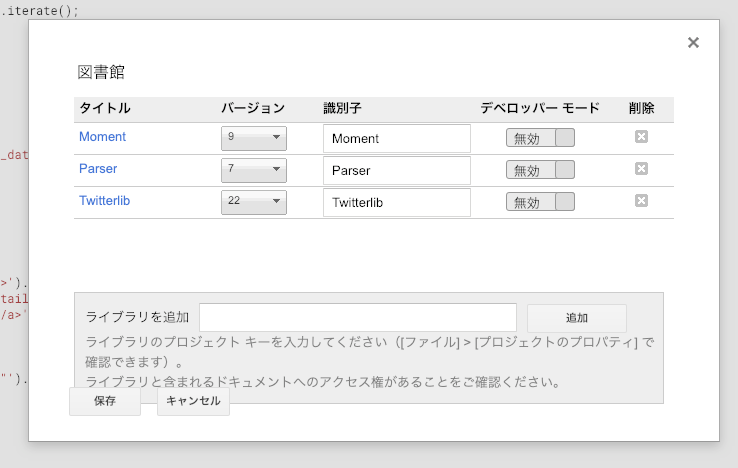 .iterate();
図書館
タイトル バージョン 識別子 デベロッパー モード 削除
Moment 9 Moment 無効
_dat
Parser 7 Parser 無効
Twitterlib 22 Twitterlib 無効
>').
tail
ライブラリを追加 追加
/a>'
ライブラリのプロジェクト キーを入力してください（[ファイル] > [プロジェクトのプロパティ] で
確認できます）。
"').
ライブラリと含まれるドキュメントへのアクセス権があることをご確認ください。
保存 キャンセル